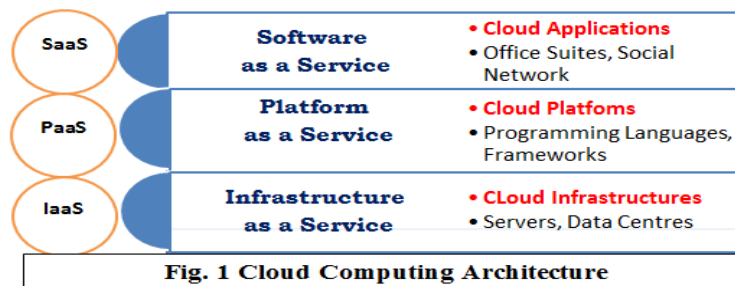 SaaS
Software
as a Service
• Cloud Applications
• Office Suites, Social
Network
PaaS
Platform
as a Service
• Cloud Platfoms
• Programming Languages,
Frameworks
IaaS
Infrastructure
as a Service
• CLoud Infrastructures
• Servers, Data Centres
Fig. 1 Cloud Computing Architecture